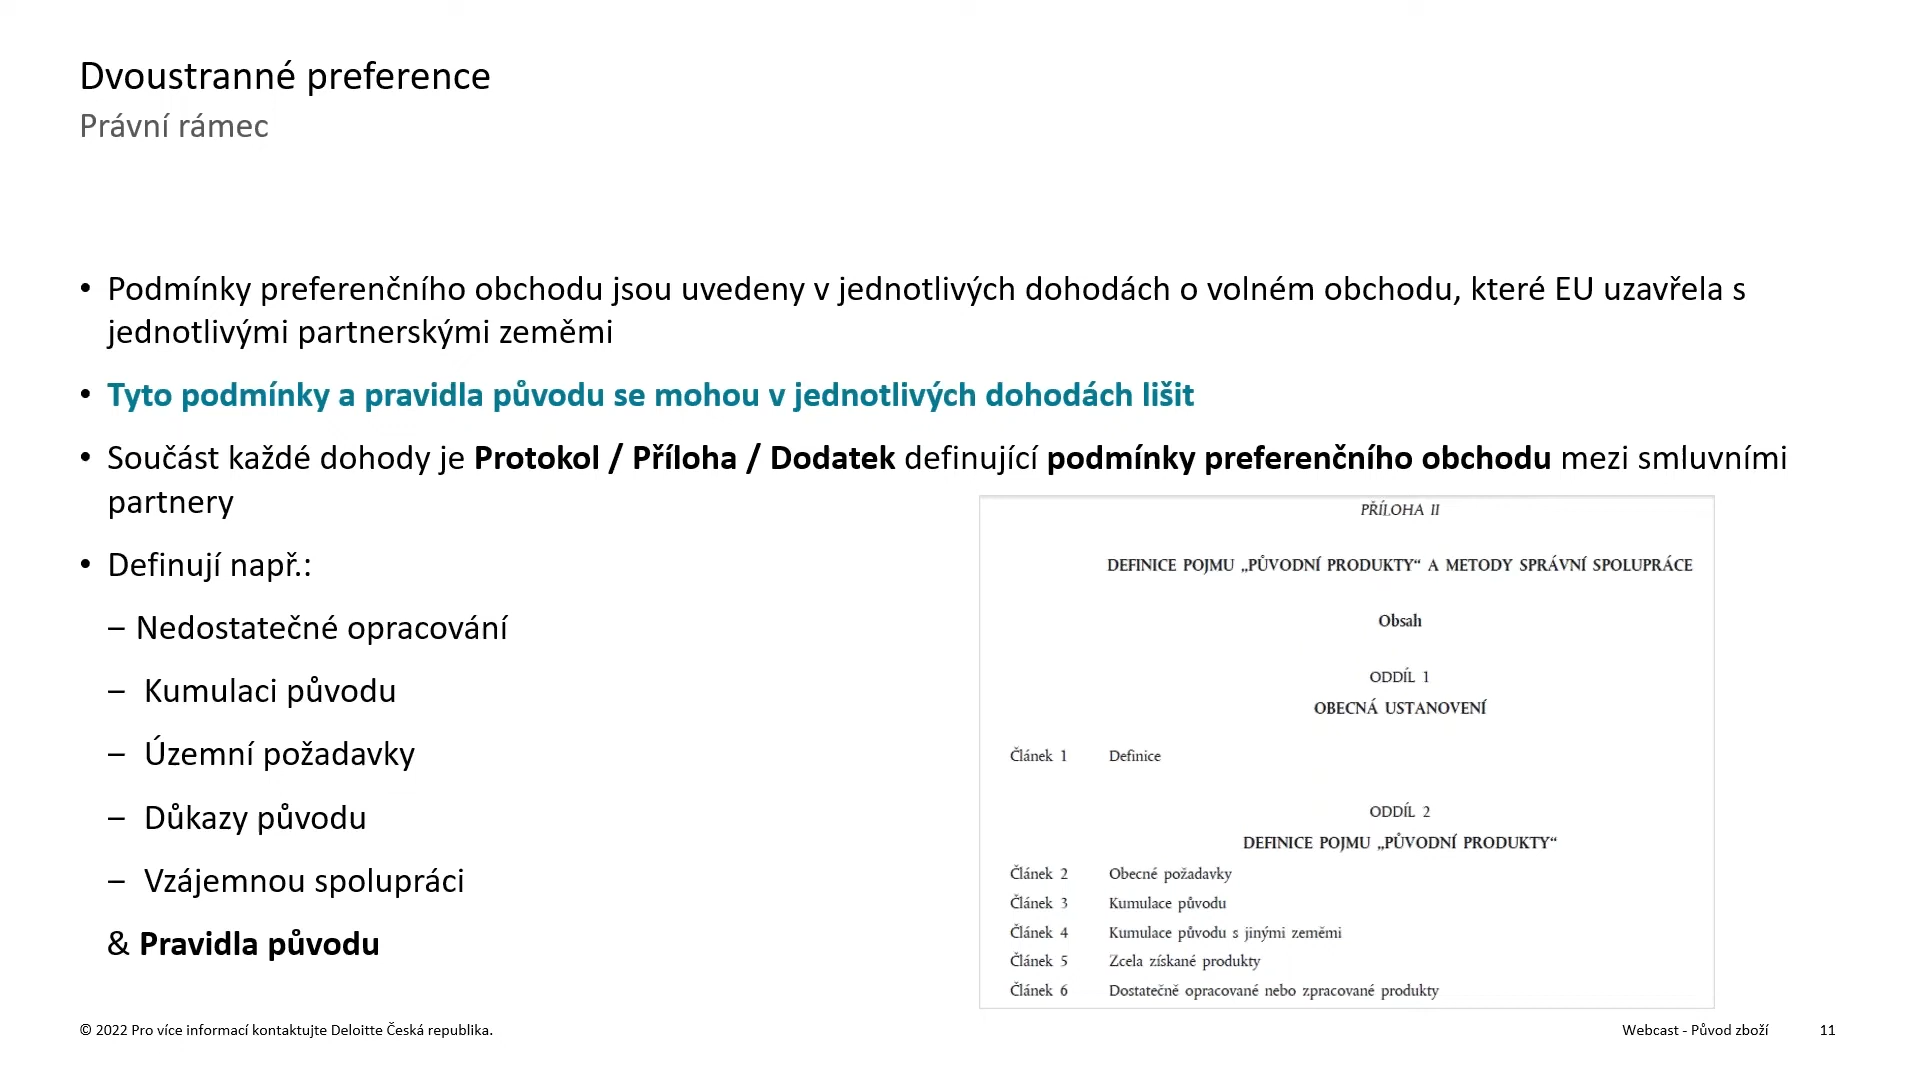 Dvoustranné preference
Právní rámec
• Podmínky preferenčního obchodu jsou uvedeny v jednotlivých dohodách o volném obchodu, které EU uzavřela s
jednotlivými partnerskými zeměmi
• Tyto podmínky a pravidla původu se mohou v jednotlivých dohodách lišit
• Součást každé dohody je Protokol / Příloha / Dodatek definující podmínky preferenčního obchodu mezi smluvními
partnery
• Definují např.:
– Nedostatečné opracování
– Kumulaci původu
– Územní požadavky
– Důkazy původu
– Vzájemnou spolupráci
& Pravidla původu
PŘÍLOHA II
DEFINICE POJMU „PŮVODNÍ PRODUKTY“ A METODY SPRÁVNÍ SPOLUPRÁCE
Obsah
ODDÍL 1
OBECNÁ USTANOVENÍ
Článek 1 Definice
ODDÍL 2
DEFINICE POJMU „PŮVODNÍ PRODUKTY“
Článek 2 Obecné požadavky
Článek 3 Kumulace původu
Článek 4 Kumulace původu s jinými zeměmi
Článek 5 Zcela získané produkty
Článek 6 Dostatečně opracované nebo zpracované produkty
© 2022 Pro více informací kontaktujte Deloitte Česká republika.
Webcast - Původ zboží 11